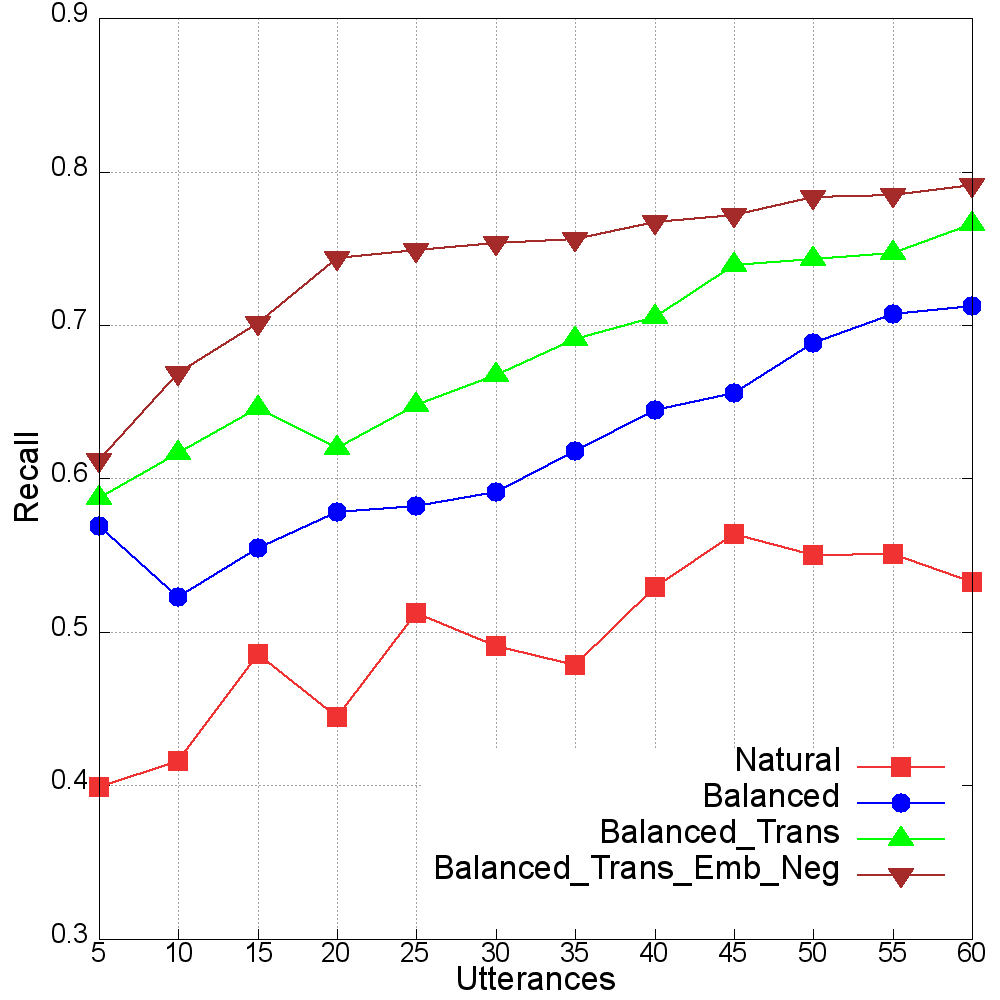 0.9
0.8
0.7
0.6
0.5
0.4
0.3
Recall
5 10 15 20 25 30 35 40 45 50 55 60
Utterances
Natural
Balanced
Balanced_Trans
Balanced_Trans_Emb_Neg